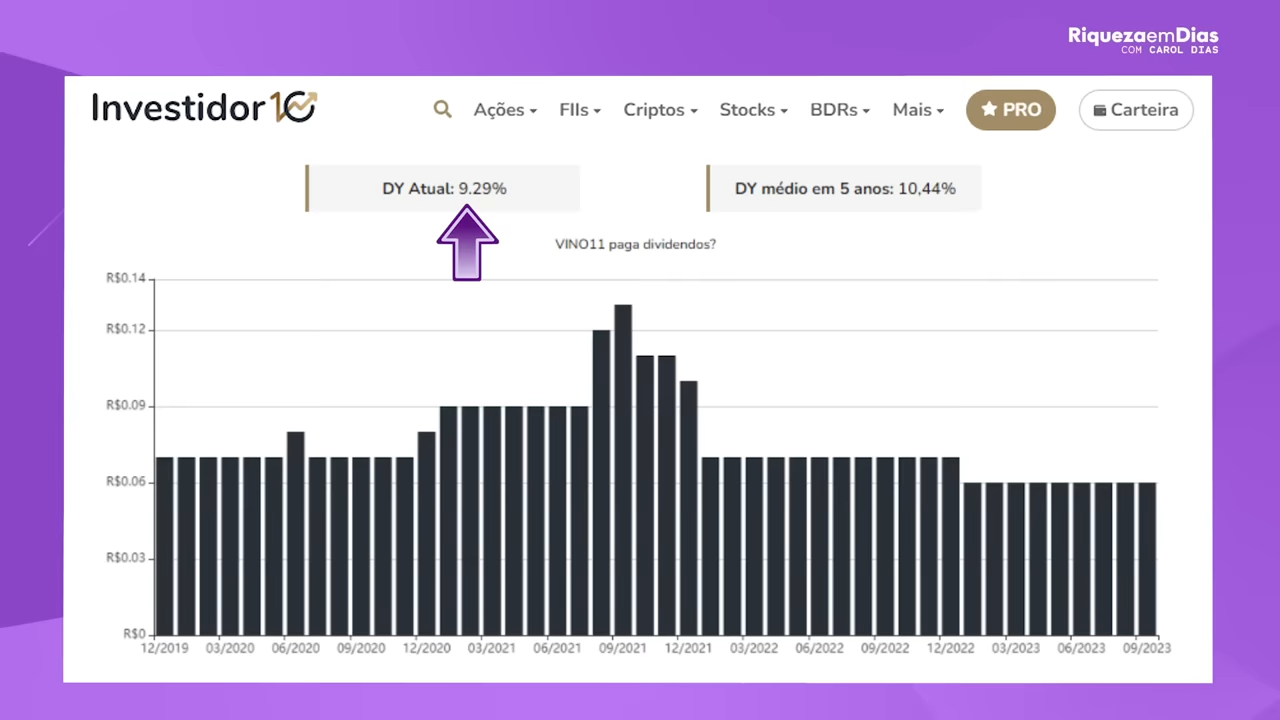 RiquezaemDias
COM CAROL DIAS
Investidor 10
Ações
FIIs
Criptos
Stocks
BDRs
Mais
PRO
Carteira
DY Atual: 9.29%
DY médio em 5 anos: 10,44%
VINO11 paga dividendos?
R$0.14
R$0.12
R$0.09
R$0.06
R$0.03
R$0
12/2019
03/2020
06/2020
09/2020
12/2020
03/2021
06/2021
09/2021
12/2021
03/2022
06/2022
09/2022
12/2022
03/2023
06/2023
09/2023